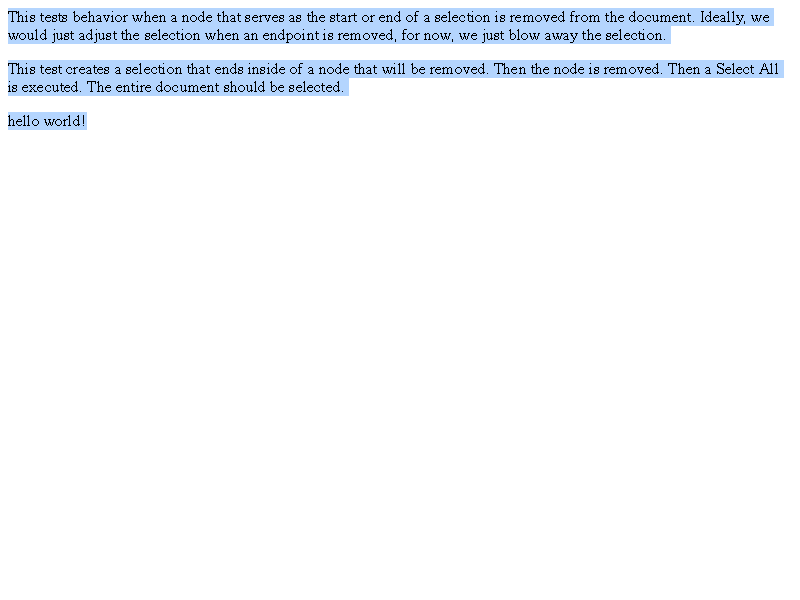 This tests behavior when a node that serves as the start or end of a selection is removed from the document. Ideally, we
would just adjust the selection when an endpoint is removed, for now, we just blow away the selection.
This test creates a selection that ends inside of a node that will be removed. Then the node is removed. Then a Select All
is executed. The entire document should be selected.
hello world!